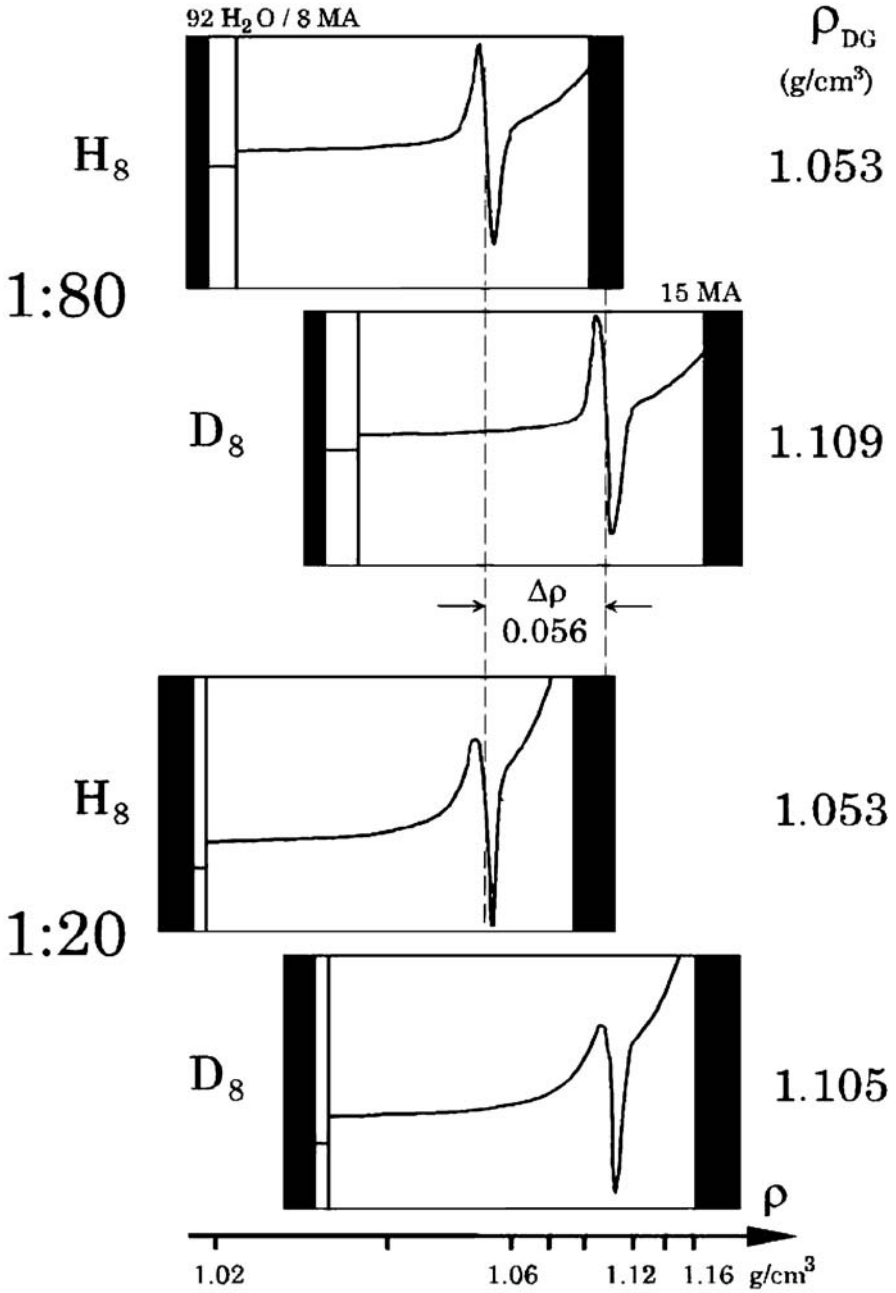 92 H₂O / 8 MA
ρ_DG
(g/cm³)
H₈
1.053
1:80
15 MA
D₈
1.109
Δρ
0.056
H₈
1.053
1:20
D₈
1.105
ρ
1.02
1.06
1.12
1.16
g/cm³